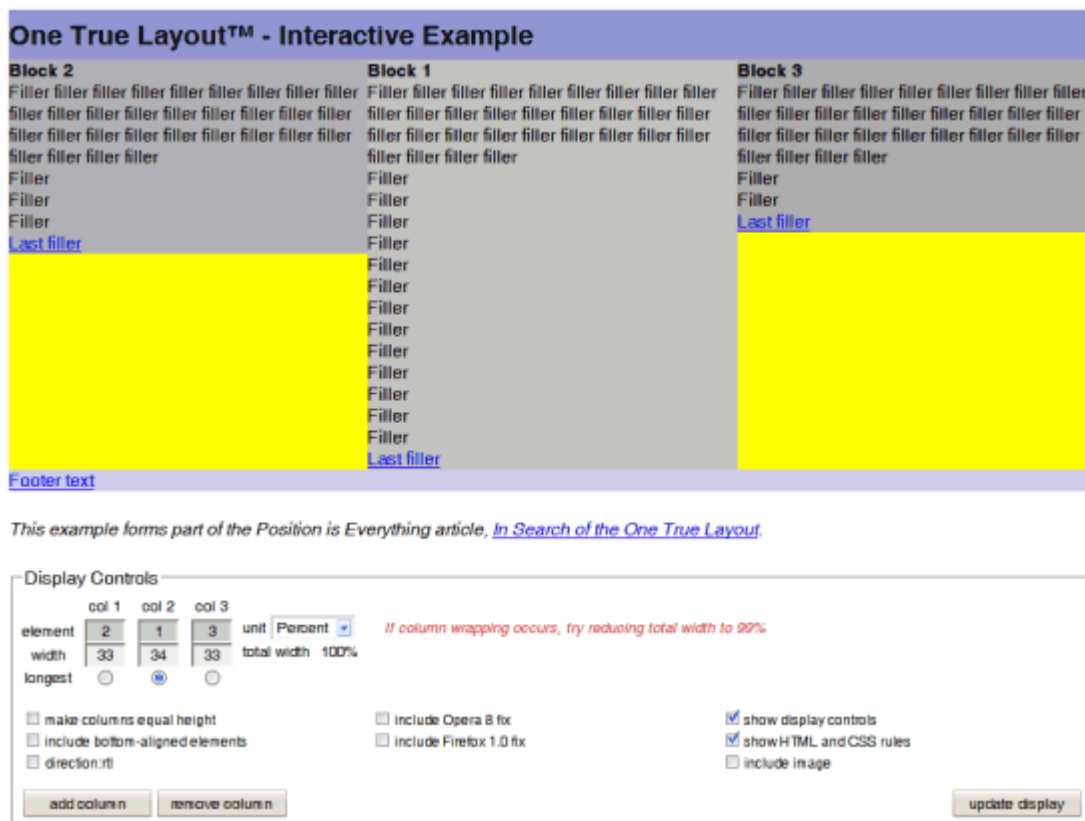 One True Layout™ - Interactive Example
Block 2
Filler filler filler filler filler filler filler filler filler
filler filler filler filler filler filler filler filler filler
filler filler filler filler filler filler filler filler filler
filler filler filler filler
Filler
Filler
Filler
Last filler
Block 1
Filler filler filler filler filler filler filler filler filler
filler filler filler filler filler filler filler filler filler
filler filler filler filler filler filler filler filler filler
filler filler filler filler
Filler
Filler
Filler
Filler
Filler
Filler
Filler
Filler
Filler
Filler
Filler
Filler
Filler
Last filler
Block 3
Filler filler filler filler filler filler filler filler filler
filler filler filler filler filler filler filler filler filler
filler filler filler filler filler filler filler filler filler
filler filler filler filler
Filler
Filler
Last filler
Footer text
This example forms part of the Position is Everything article, In Search of the One True Layout.
Display Controls
col 1 col 2 col 3
element 2 1 3 unit Percent If column wrapping occurs, try reducing total width to 99%
width 33 34 33 total width 100%
longest
make columns equal height include Opera 8 fix show display controls
include bottom-aligned elements include Firefox 1.0 fix show HTML and CSS rules
direction:rtl include image
add column remove column update display